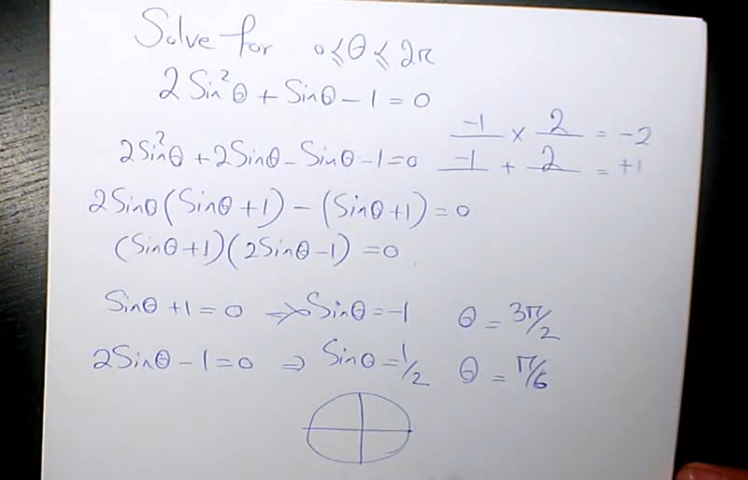 Solve for 0≤θ≤2π
2Sin²θ + Sinθ - 1 = 0
-1 × 2 = -2
2Sin²θ + 2Sinθ - Sinθ - 1 = 0
-1 + 2 = +1
2Sinθ(Sinθ + 1) - (Sinθ + 1) = 0
(Sinθ + 1)(2Sinθ - 1) = 0
Sinθ + 1 = 0 ⇒ Sinθ = -1 θ = 3π/2
2Sinθ - 1 = 0 ⇒ Sinθ = 1/2 θ = π/6